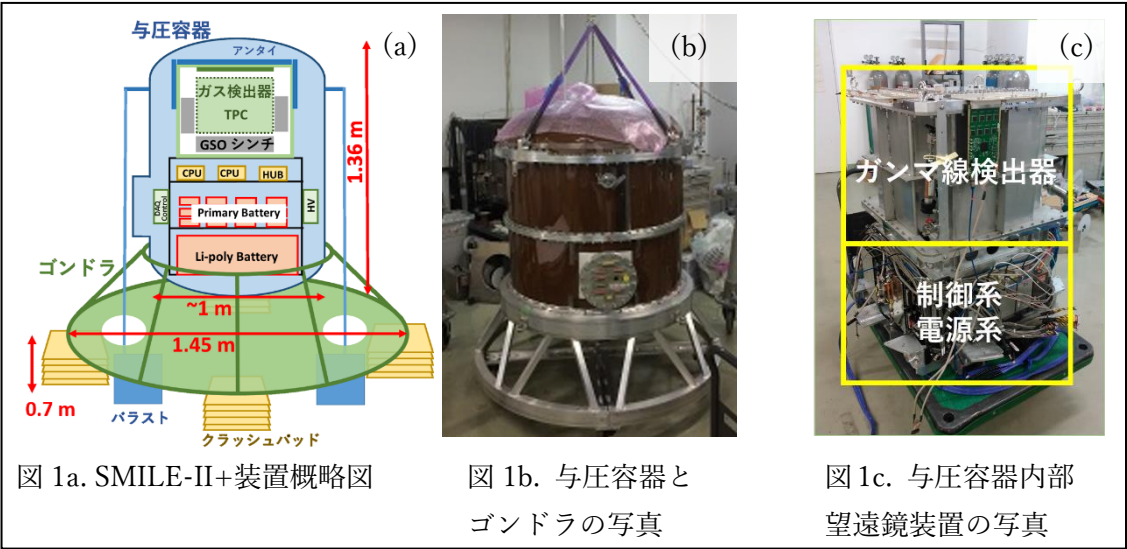 与圧容器
(a)
アンタイ
ガス検出器
TPC
GSO シンチ
CPU
CPU
HUB
DAQ Control
Primary Battery
HV
Li-poly Battery
1.36 m
ゴンドラ
~1 m
1.45 m
0.7 m
バラスト
クラッシュパッド
(b)
(c)
ガンマ線検出器
制御系
電源系
図 1a. SMILE-II+装置概略図
図 1b. 与圧容器と
ゴンドラの写真
図 1c. 与圧容器内部
望遠鏡装置の写真